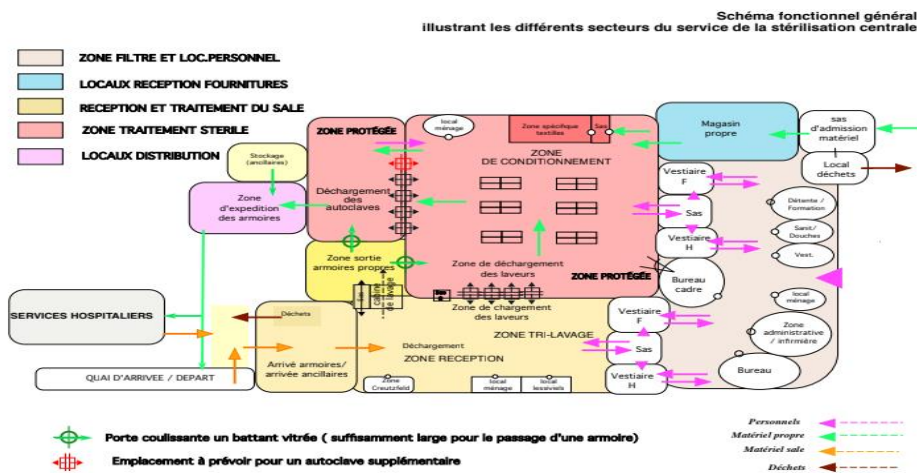 Schéma fonctionnel général
illustrant les différents secteurs du service de la stérilisation centrale
ZONE FILTRE ET LOC.PERSONNEL
LOCAUX RECEPTION FOURNITURES
RECEPTION ET TRAITEMENT DU SALE
ZONE TRAITEMENT STERILE
LOCAUX DISTRIBUTION
ZONE PROTÉGÉE
local
ménage
Zone spécifique
textilles
Sas
Magasin
propre
sas
d'admission
matériel
Local
déchets
ZONE
DE CONDITIONNEMENT
Stockage
(ancillaires)
Zone
d'expedition
des armoires
Déchargement
des
autoclaves
Vestiaire
F
Sas
Vestiaire
H
Détente /
Formation
Sanit/
Douches
Vest.
Zone sortie
armoires propres
Zone de déchargement
des laveurs
ZONE PROTÉGÉE
Bureau
cadre
Sas
cabine
de lavage
Sas
Zone de chargement
des laveurs
local
ménage
SERVICES HOSPITALIERS
Déchets
ZONE TRI-LAVAGE
Vestiaire
F
Sas
Vestiaire
H
Zone
administrative
/ infirmière
Bureau
Déchargement
ZONE RECEPTION
Arrivé armoires/
arrivée ancillaires
QUAI D'ARRIVEE / DEPART
Zone
Creutzfeld
local
ménage
local
lessiviels
Porte coulissante un battant vitrée ( suffisamment large pour le passage d'une armoire)
Emplacement à prévoir pour un autoclave supplémentaire
Personnels
Matériel propre
Matériel sale
Déchets